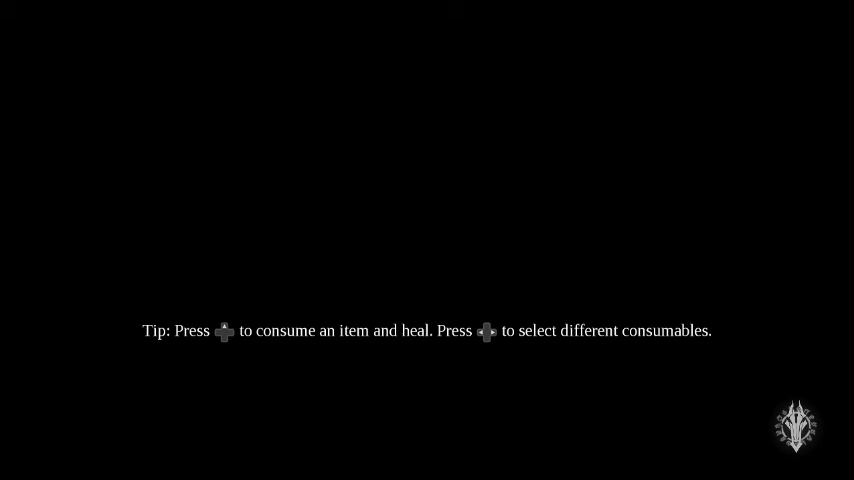 Tip: Press to consume an item and heal. Press to select different consumables.